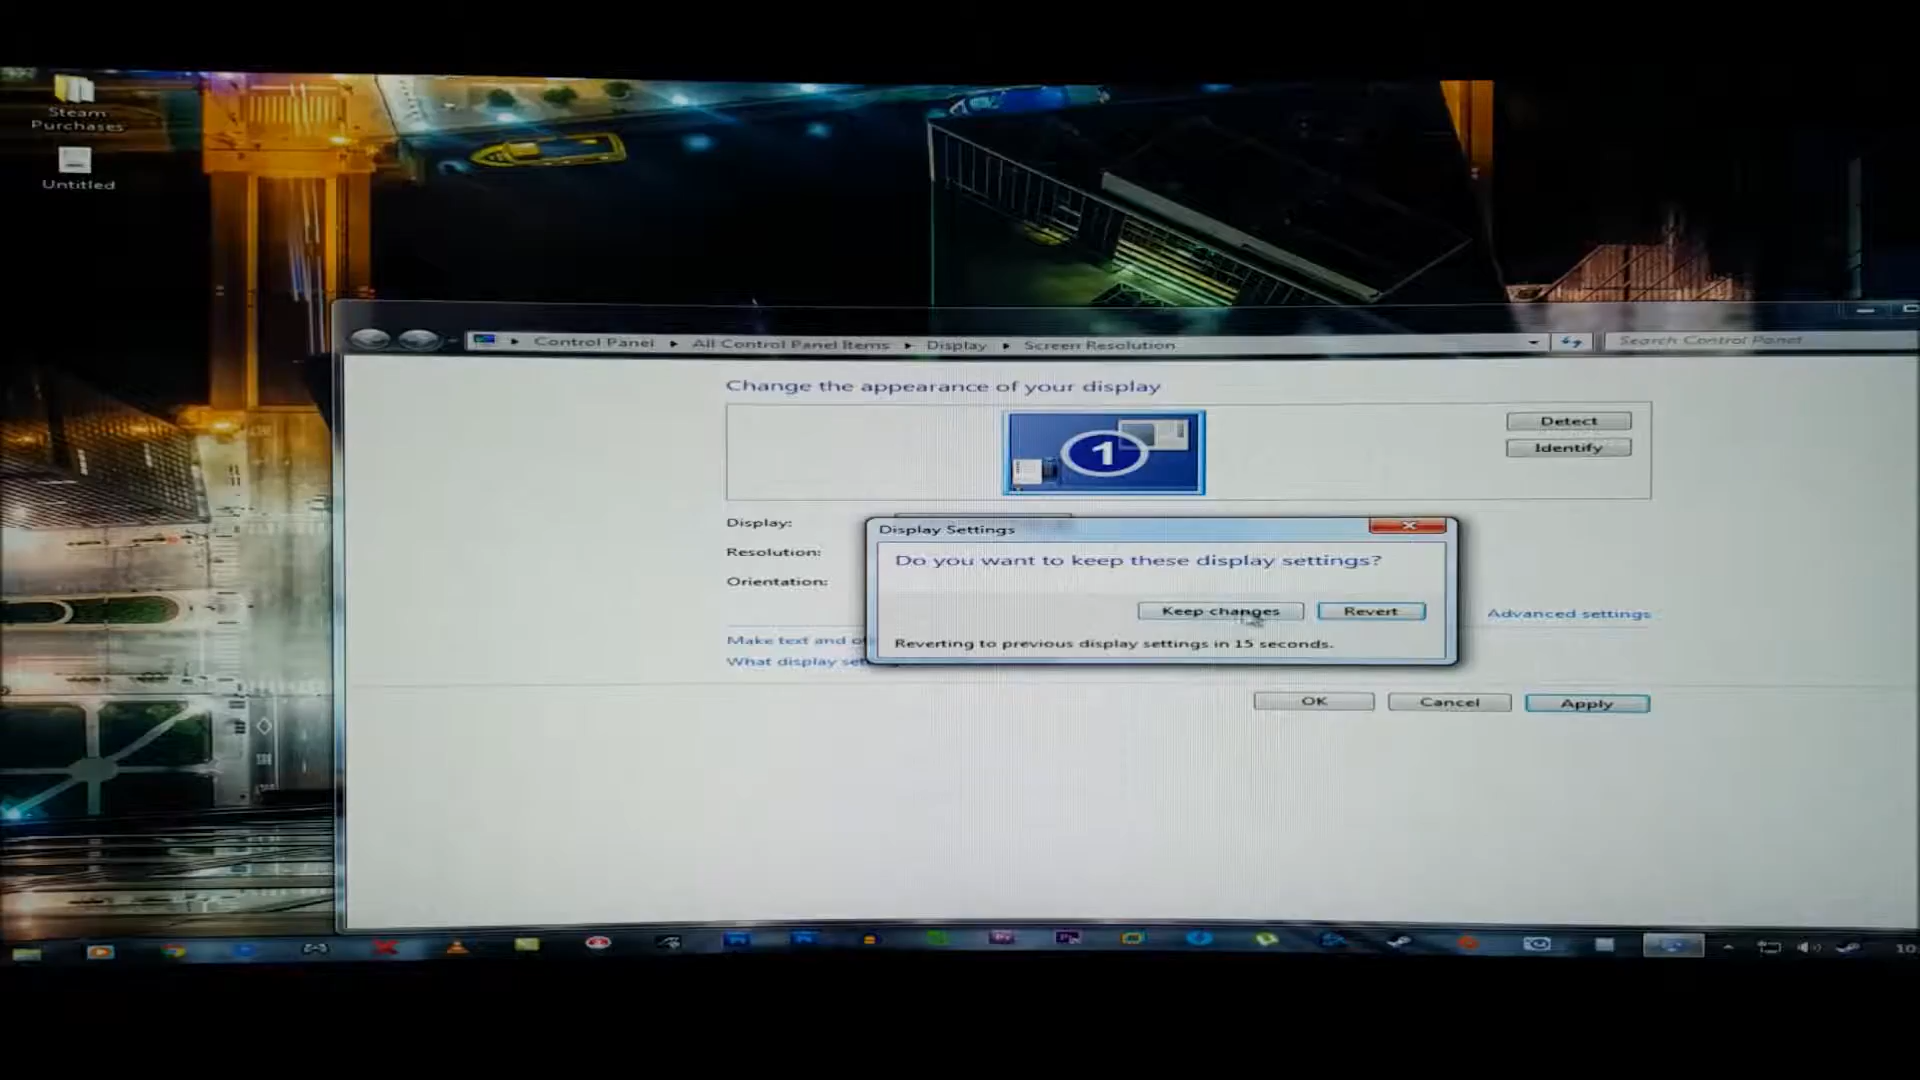 Steam
Purchases
Untitled
Control Panel
All Control Panel Items
Display
Screen Resolution
Search Control Panel
Change the appearance of your display
1
Detect
Identify
Display:
Resolution:
Orientation:
Display Settings
Do you want to keep these display settings?
Keep changes
Revert
Reverting to previous display settings in 15 seconds.
Advanced settings
Make text and
What display
OK
Cancel
Apply
10